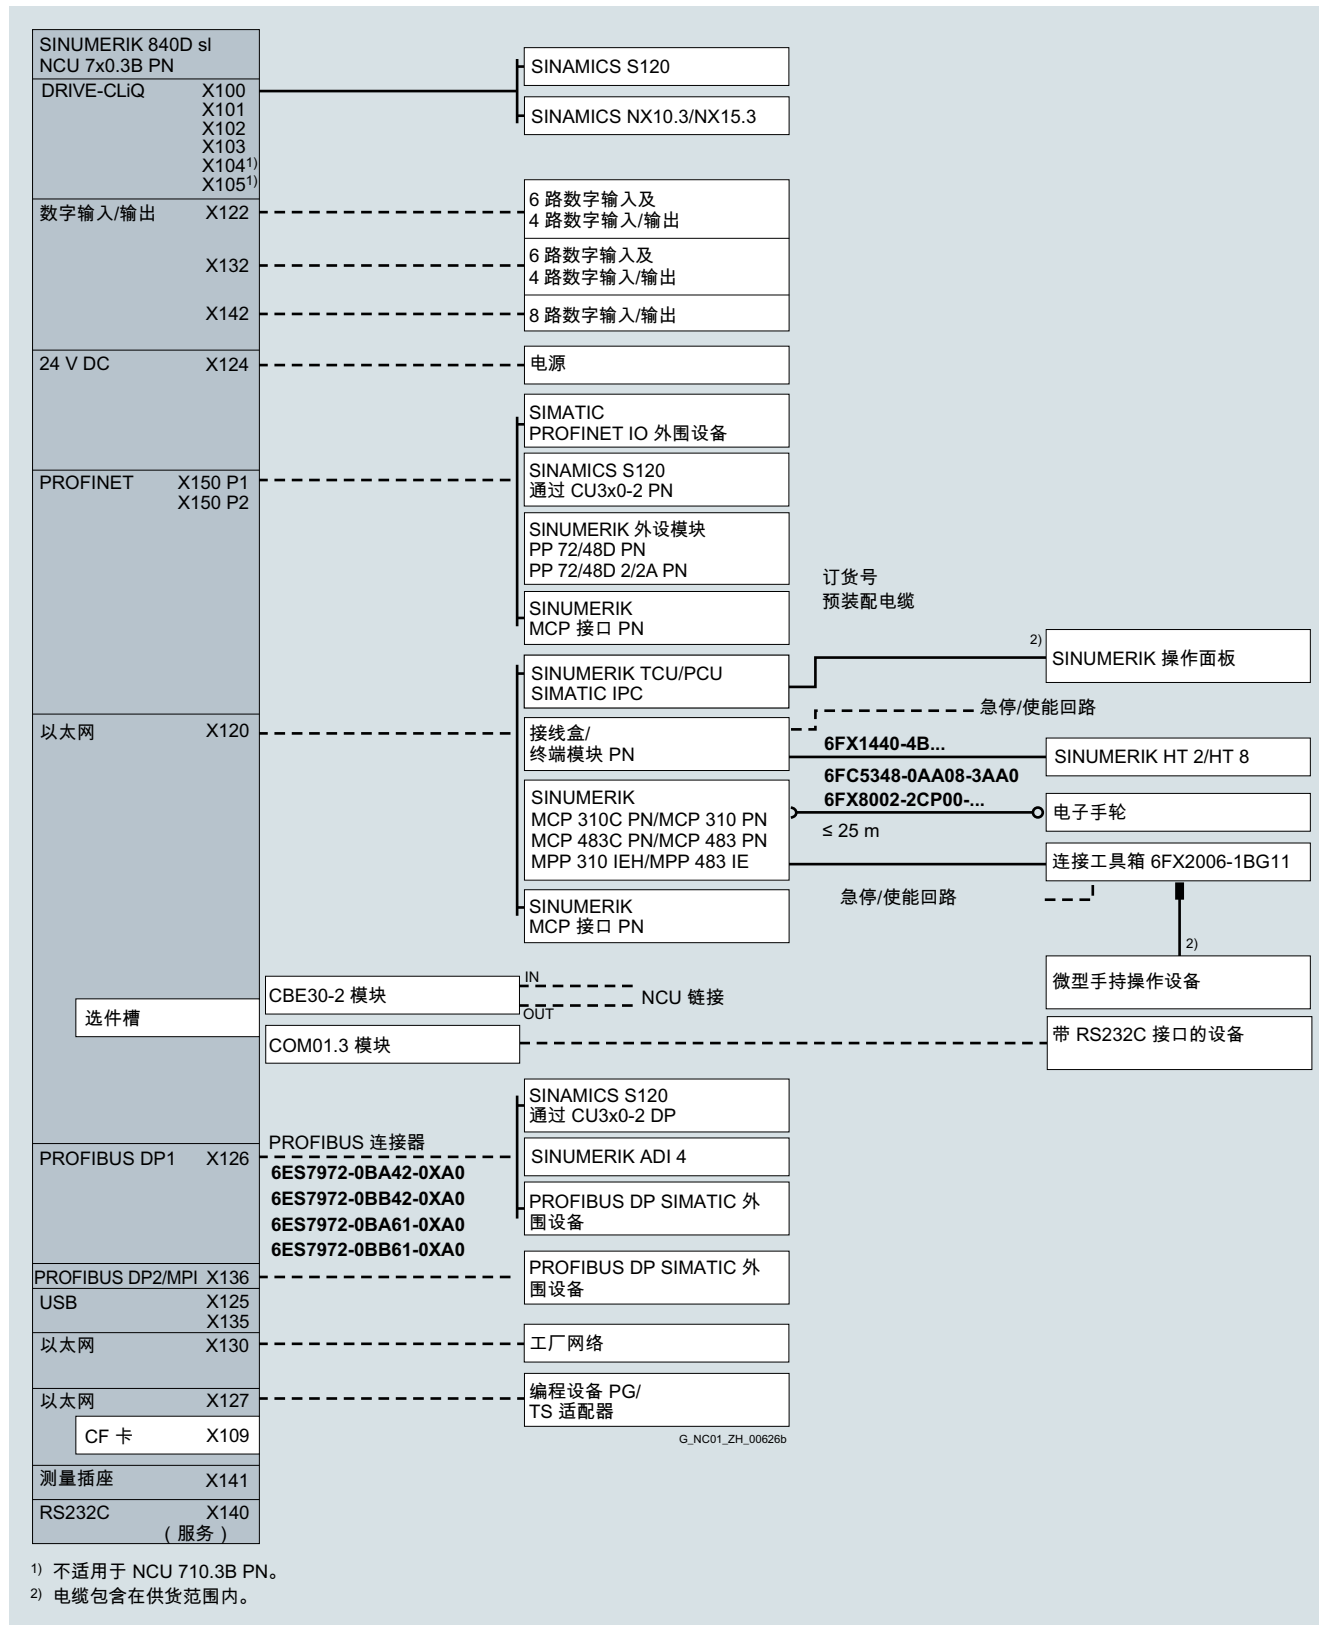 SINUMERIK 840D sl
NCU 7x0.3B PN
DRIVE-CLiQ X100
X101
X102
X103
X104 1)
X105 1)
SINAMICS S120
SINAMICS NX10.3/NX15.3
数字输入/输出 X122
6 路数字输入及
4 路数字输入/输出
X132
6 路数字输入及
4 路数字输入/输出
X142
8 路数字输入/输出
24 V DC X124
电源
PROFINET X150 P1
X150 P2
SIMATIC
PROFINET IO 外围设备
SINAMICS S120
通过 CU3x0-2 PN
SINUMERIK 外设模块
PP 72/48D PN
PP 72/48D 2/2A PN
SINUMERIK
MCP 接口 PN
订货号
预装配电缆
以太网 X120
SINUMERIK TCU/PCU
SIMATIC IPC
2)
SINUMERIK 操作面板
接线盒/
终端模块 PN
急停/使能回路
6FX1440-4B...
SINUMERIK HT 2/HT 8
SINUMERIK
MCP 310C PN/MCP 310 PN
MCP 483C PN/MCP 483 PN
MPP 310 IEH/MPP 483 IE
6FC5348-0AA08-3AA0
6FX8002-2CP00-...
≤ 25 m
电子手轮
连接工具箱 6FX2006-1BG11
急停/使能回路
SINUMERIK
MCP 接口 PN
2)
微型手持操作设备
选件槽
CBE30-2 模块
IN
OUT
NCU 链接
COM01.3 模块
带 RS232C 接口的设备
PROFIBUS DP1 X126
PROFIBUS 连接器
6ES7972-0BA42-0XA0
6ES7972-0BB42-0XA0
6ES7972-0BA61-0XA0
6ES7972-0BB61-0XA0
SINAMICS S120
通过 CU3x0-2 DP
SINUMERIK ADI 4
PROFIBUS DP SIMATIC 外
围设备
PROFIBUS DP2/MPI X136
PROFIBUS DP SIMATIC 外
围设备
USB X125
X135
以太网 X130
工厂网络
以太网 X127
编程设备 PG/
TS 适配器
CF 卡 X109
G_NC01_ZH_00626b
测量插座 X141
RS232C X140
( 服务 )
1) 不适用于 NCU 710.3B PN。
2) 电缆包含在供货范围内。